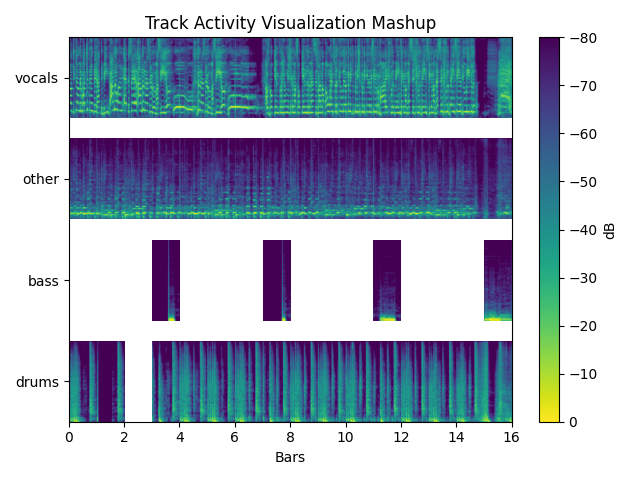 Track Activity Visualization Mashup
vocals
other
bass
drums
0 2 4 6 8 10 12 14 16
Bars
−80
−70
−60
−50
−40
−30
−20
−10
0
dB